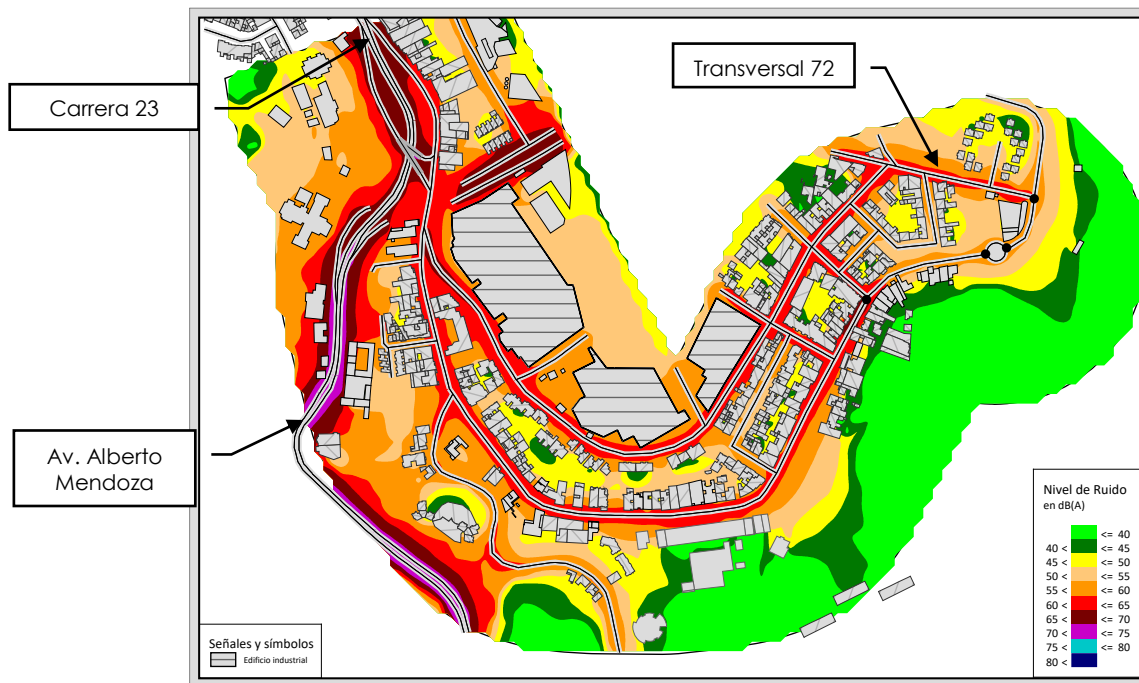 Carrera 23
Transversal 72
Av. Alberto
Mendoza
Nivel de Ruido
en dB(A)
<= 40
40 < <= 45
45 < <= 50
50 < <= 55
55 < <= 60
60 < <= 65
65 < <= 70
70 < <= 75
75 < <= 80
80 <
Señales y símbolos
Edificio industrial